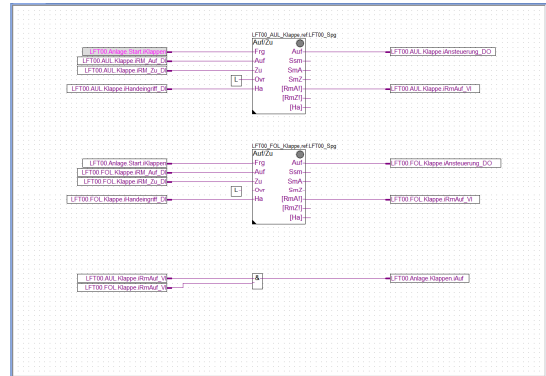 LFT00_AUL_Klappe.ref:LFT00_Spg
Auf/Zu
LFT00.Anlage.Start.iKlappen Frg Auf LFT00.AUL.Klappe.iAnsteuerung_DO
LFT00.AUL.Klappe.iRM_Auf_DI Auf Ssm
LFT00.AUL.Klappe.iRM_Zu_DI Zu SmA
L Ovr SmZ
LFT00.AUL.Klappe.iHandeingriff_DI Ha [RmA!] LFT00.AUL.Klappe.iRmAuf_VI
[RmZ!]
[Ha]
LFT00_FOL_Klappe.ref:LFT00_Spg
Auf/Zu
LFT00.Anlage.Start.iKlappen Frg Auf LFT00.FOL.Klappe.iAnsteuerung_DO
LFT00.FOL.Klappe.iRM_Auf_DI Auf Ssm
LFT00.FOL.Klappe.iRM_Zu_DI Zu SmA
L Ovr SmZ
LFT00.FOL.Klappe.iHandeingriff_DI Ha [RmA!] LFT00.FOL.Klappe.iRmAuf_VI
[RmZ!]
[Ha]
LFT00.AUL.Klappe.iRmAuf_VI & LFT00.Anlage.Klappen.iAuf
LFT00.FOL.Klappe.iRmAuf_VI